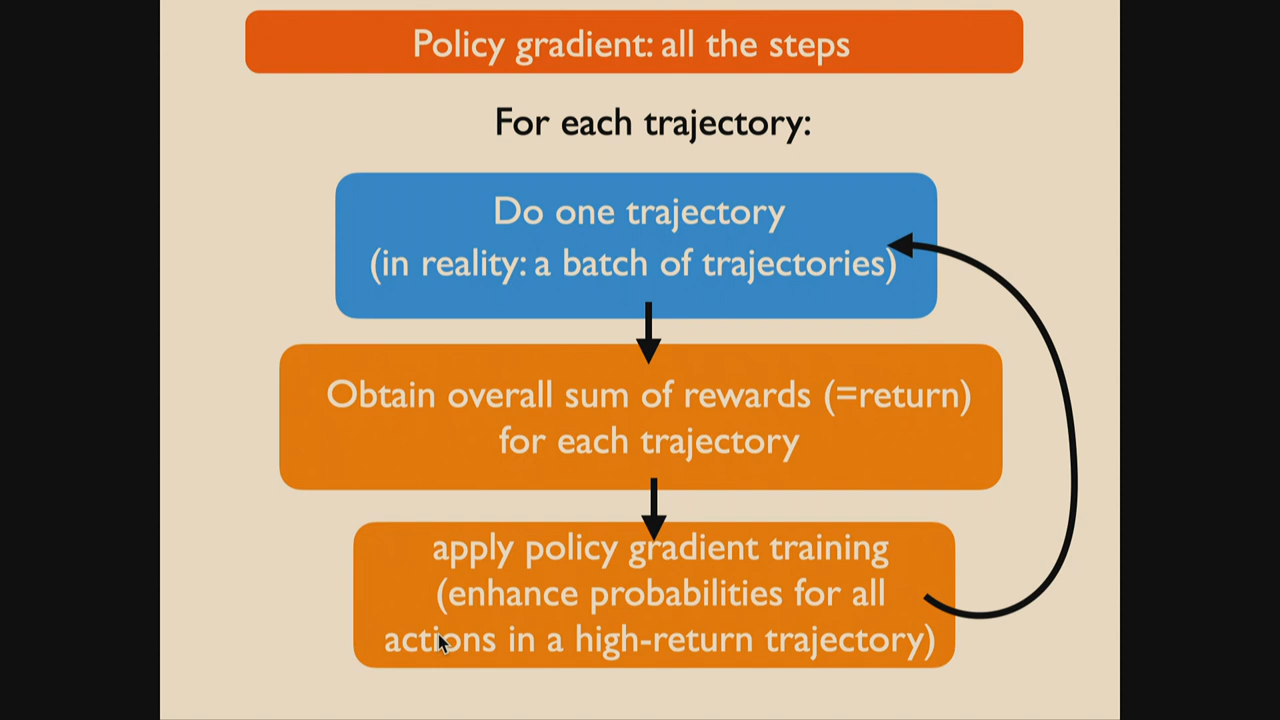 Policy gradient: all the steps
For each trajectory:
Do one trajectory
(in reality: a batch of trajectories)
Obtain overall sum of rewards (=return)
for each trajectory
apply policy gradient training
(enhance probabilities for all
actions in a high-return trajectory)